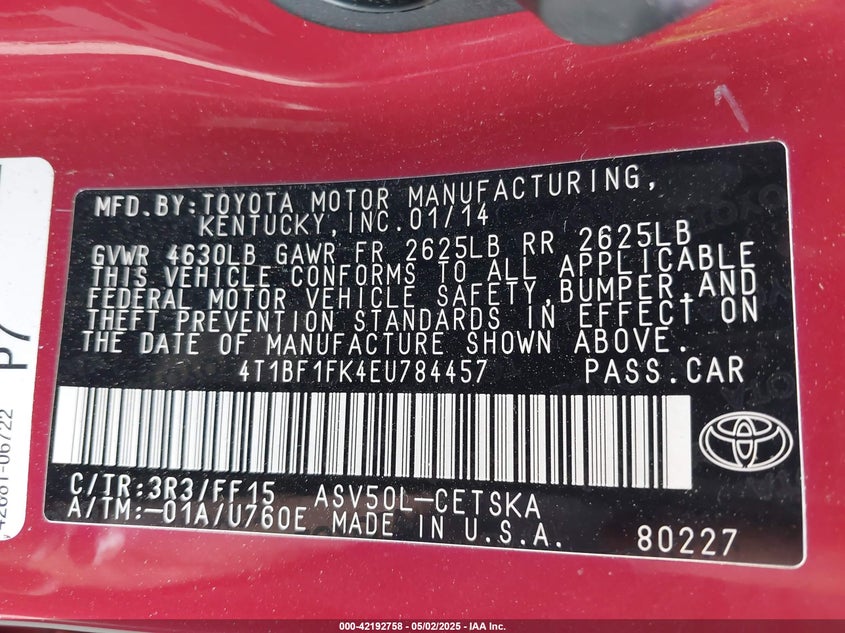 MFD.BY:TOYOTA MOTOR MANUFACTURING,
KENTUCKY,INC.01/14
GVWR 4630LB GAWR FR 2625LB RR 2625LB
THIS VEHICLE CONFORMS TO ALL APPLICABLE
FEDERAL MOTOR VEHICLE SAFETY,BUMPER,AND
THEFT PREVENTION STANDARDS IN EFFECT ON
THE DATE OF MANUFACTURE SHOWN ABOVE.
4T1BF1FK4EU784457 PASS.CAR
C/TR:3R3/FF15 ASV50L-CETSKA
A/TM:-01A/U760E MADE IN U.S.A. 80227
P7
42681-06722
000-42192758 - 05/02/2025 - IAA Inc.